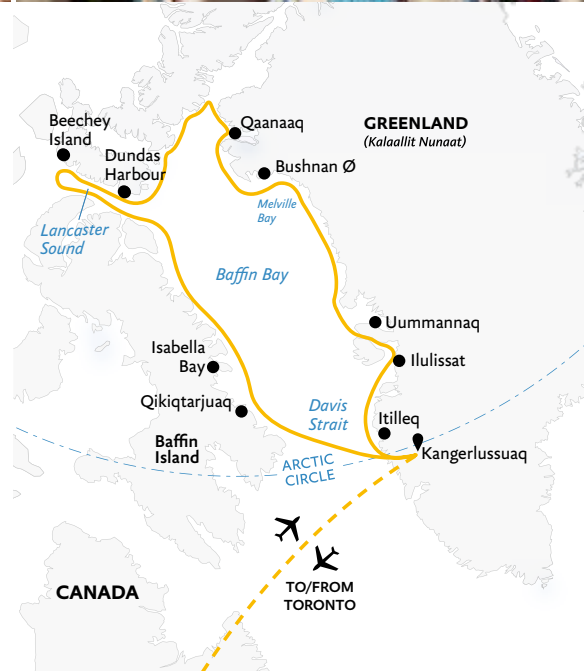 Beechey
Island
Dundas
Harbour
Qaanaaq
GREENLAND
(Kalaallit Nunaat)
Bushnan Ø
Melville
Bay
Lancaster
Sound
Baffin Bay
Uummannaq
Isabella
Bay
Ilulissat
Qikiqtarjuaq
Davis
Strait
Itilleq
Baffin
Island
Kangerlussuaq
ARCTIC
CIRCLE
CANADA
TO/FROM
TORONTO